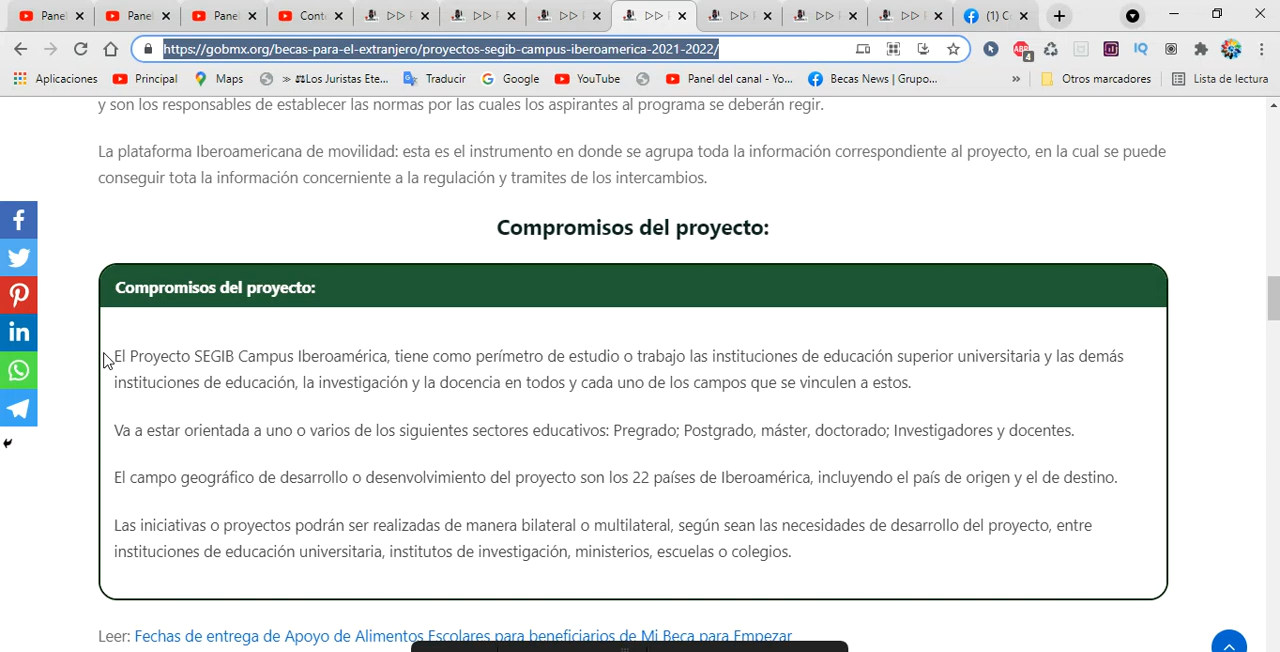 Panel
Panel
Panel
Cont
▷▷ F
▷▷ F
▷▷ F
▷▷ F
▷▷ F
▷▷ F
▷▷ F
(1) C
https://gobmx.org/becas-para-el-extranjero/proyectos-segib-campus-iberoamerica-2021-2022/
ABP
4
IQ
Aplicaciones
Principal
Maps
» ⚖Los Juristas Ete...
Traducir
Google
YouTube
Panel del canal - Yo...
Becas News | Grupo...
»
Otros marcadores
Lista de lectura
y son los responsables de establecer las normas por las cuales los aspirantes al programa se deberán regir.
La plataforma Iberoamericana de movilidad: esta es el instrumento en donde se agrupa toda la información correspondiente al proyecto, en la cual se puede
conseguir tota la información concerniente a la regulación y tramites de los intercambios.
Compromisos del proyecto:
Compromisos del proyecto:
El Proyecto SEGIB Campus Iberoamérica, tiene como perímetro de estudio o trabajo las instituciones de educación superior universitaria y las demás
instituciones de educación, la investigación y la docencia en todos y cada uno de los campos que se vinculen a estos.
Va a estar orientada a uno o varios de los siguientes sectores educativos: Pregrado; Postgrado, máster, doctorado; Investigadores y docentes.
El campo geográfico de desarrollo o desenvolvimiento del proyecto son los 22 países de Iberoamérica, incluyendo el país de origen y el de destino.
Las iniciativas o proyectos podrán ser realizadas de manera bilateral o multilateral, según sean las necesidades de desarrollo del proyecto, entre
instituciones de educación universitaria, institutos de investigación, ministerios, escuelas o colegios.
Leer: Fechas de entrega de Apoyo de Alimentos Escolares para beneficiarios de Mi Beca para Empezar